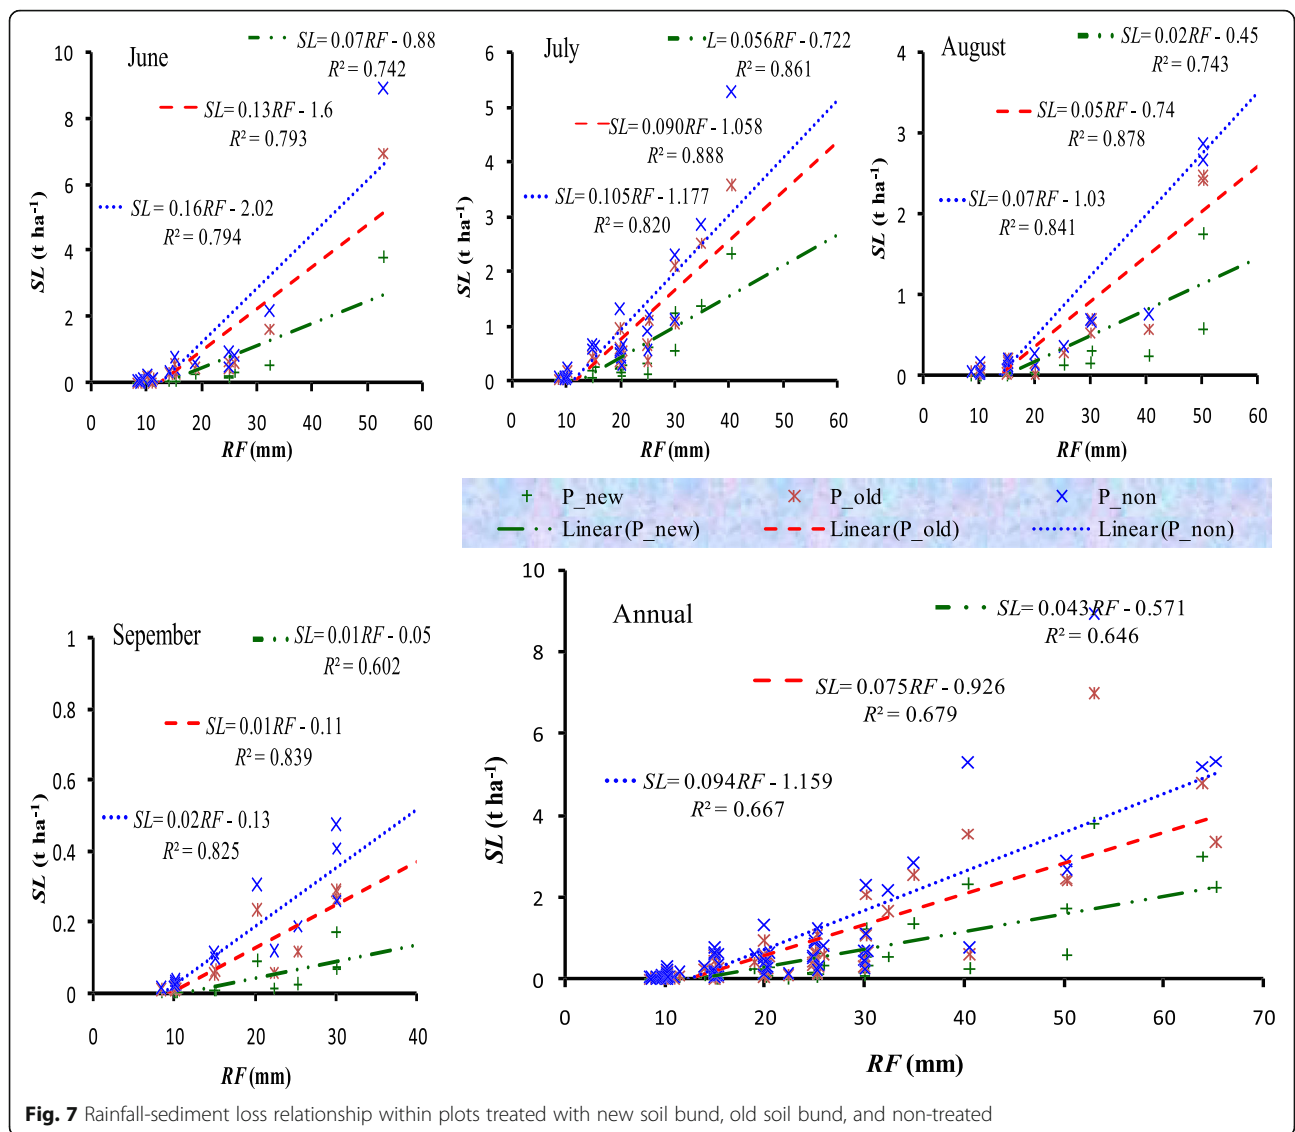 June
SL=0.07RF - 0.88
R² = 0.742
SL=0.13RF - 1.6
R² = 0.793
SL=0.16RF - 2.02
R² = 0.794
SL (t ha⁻¹)
10
8
6
4
2
0
0 10 20 30 40 50 60
RF (mm)
July
L=0.056RF - 0.722
R² = 0.861
SL=0.090RF - 1.058
R² = 0.888
SL=0.105RF - 1.177
R² = 0.820
SL (t ha⁻¹)
6
5
4
3
2
1
0
0 10 20 30 40 50 60
RF (mm)
August
SL=0.02RF - 0.45
R² = 0.743
SL=0.05RF - 0.74
R² = 0.878
SL=0.07RF - 1.03
R² = 0.841
SL (t ha⁻¹)
4
3
2
1
0
0 10 20 30 40 50 60
RF (mm)
P_new P_old P_non
Linear (P_new) Linear (P_old) Linear (P_non)
Sepember
SL=0.01RF - 0.05
R² = 0.602
SL=0.01RF - 0.11
R² = 0.839
SL=0.02RF - 0.13
R² = 0.825
SL (t ha⁻¹)
1
0.8
0.6
0.4
0.2
0
0 10 20 30 40
RF (mm)
Annual
SL=0.043RF - 0.571
R² = 0.646
SL=0.075RF - 0.926
R² = 0.679
SL=0.094RF - 1.159
R² = 0.667
SL (t ha⁻¹)
10
8
6
4
2
0
0 10 20 30 40 50 60 70
RF (mm)
Fig. 7 Rainfall-sediment loss relationship within plots treated with new soil bund, old soil bund, and non-treated